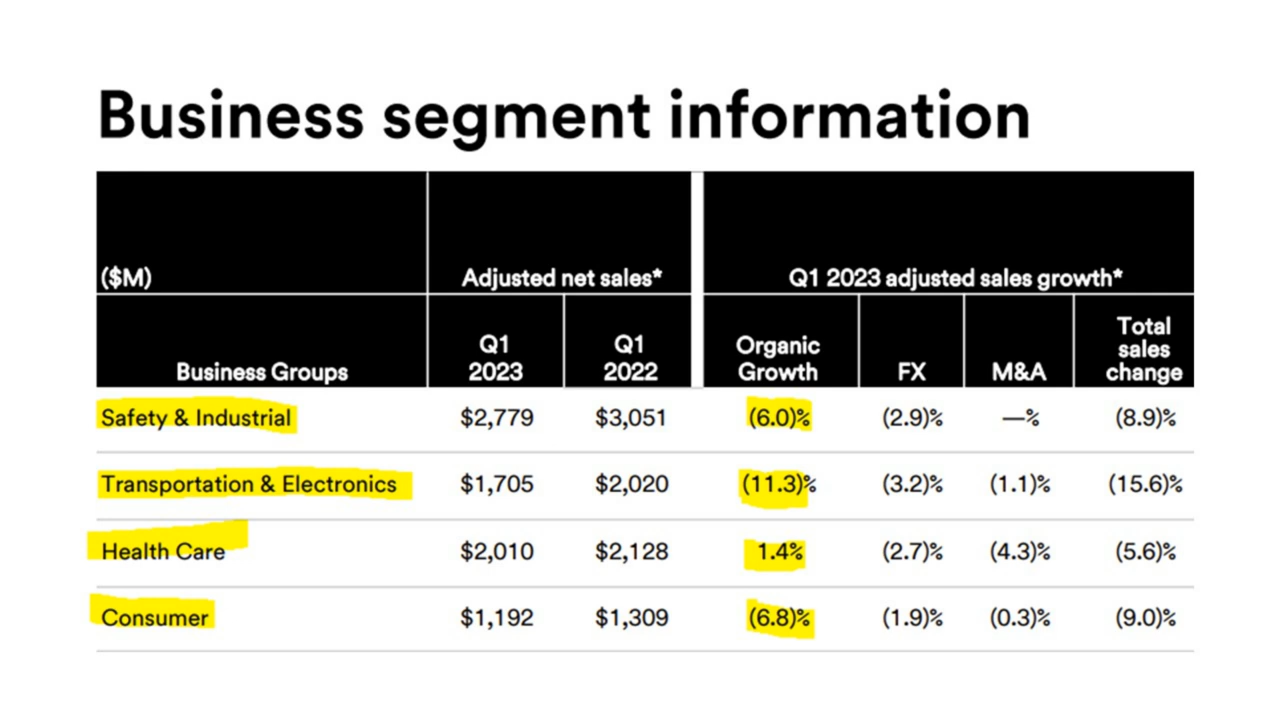 Business segment information
($M) Adjusted net sales* Q1 2023 adjusted sales growth*
Business Groups Q1 2023 Q1 2022 Organic Growth FX M&A Total sales change
Safety & Industrial $2,779 $3,051 (6.0)% (2.9)% —% (8.9)%
Transportation & Electronics $1,705 $2,020 (11.3)% (3.2)% (1.1)% (15.6)%
Health Care $2,010 $2,128 1.4% (2.7)% (4.3)% (5.6)%
Consumer $1,192 $1,309 (6.8)% (1.9)% (0.3)% (9.0)%